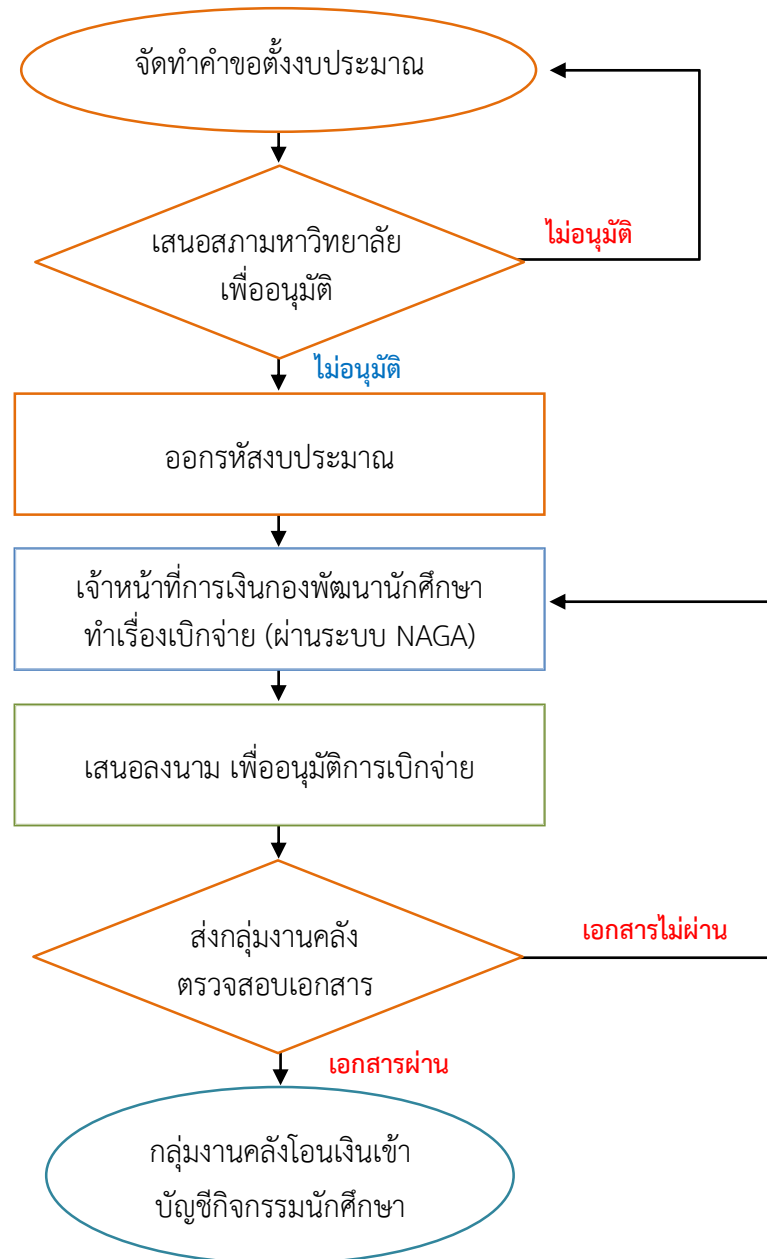 จัดทำคำขอตั้งงบประมาณ
เสนอสภามหาวิทยาลัย
เพื่ออนุมัติ
ไม่อนุมัติ
ไม่อนุมัติ
ออกรหัสงบประมาณ
เจ้าหน้าที่การเงินกองพัฒนานักศึกษา
ทำเรื่องเบิกจ่าย (ผ่านระบบ NAGA)
เสนอลงนาม เพื่ออนุมัติการเบิกจ่าย
ส่งกลุ่มงานคลัง
ตรวจสอบเอกสาร
เอกสารไม่ผ่าน
เอกสารผ่าน
กลุ่มงานคลังโอนเงินเข้า
บัญชีกิจกรรมนักศึกษา